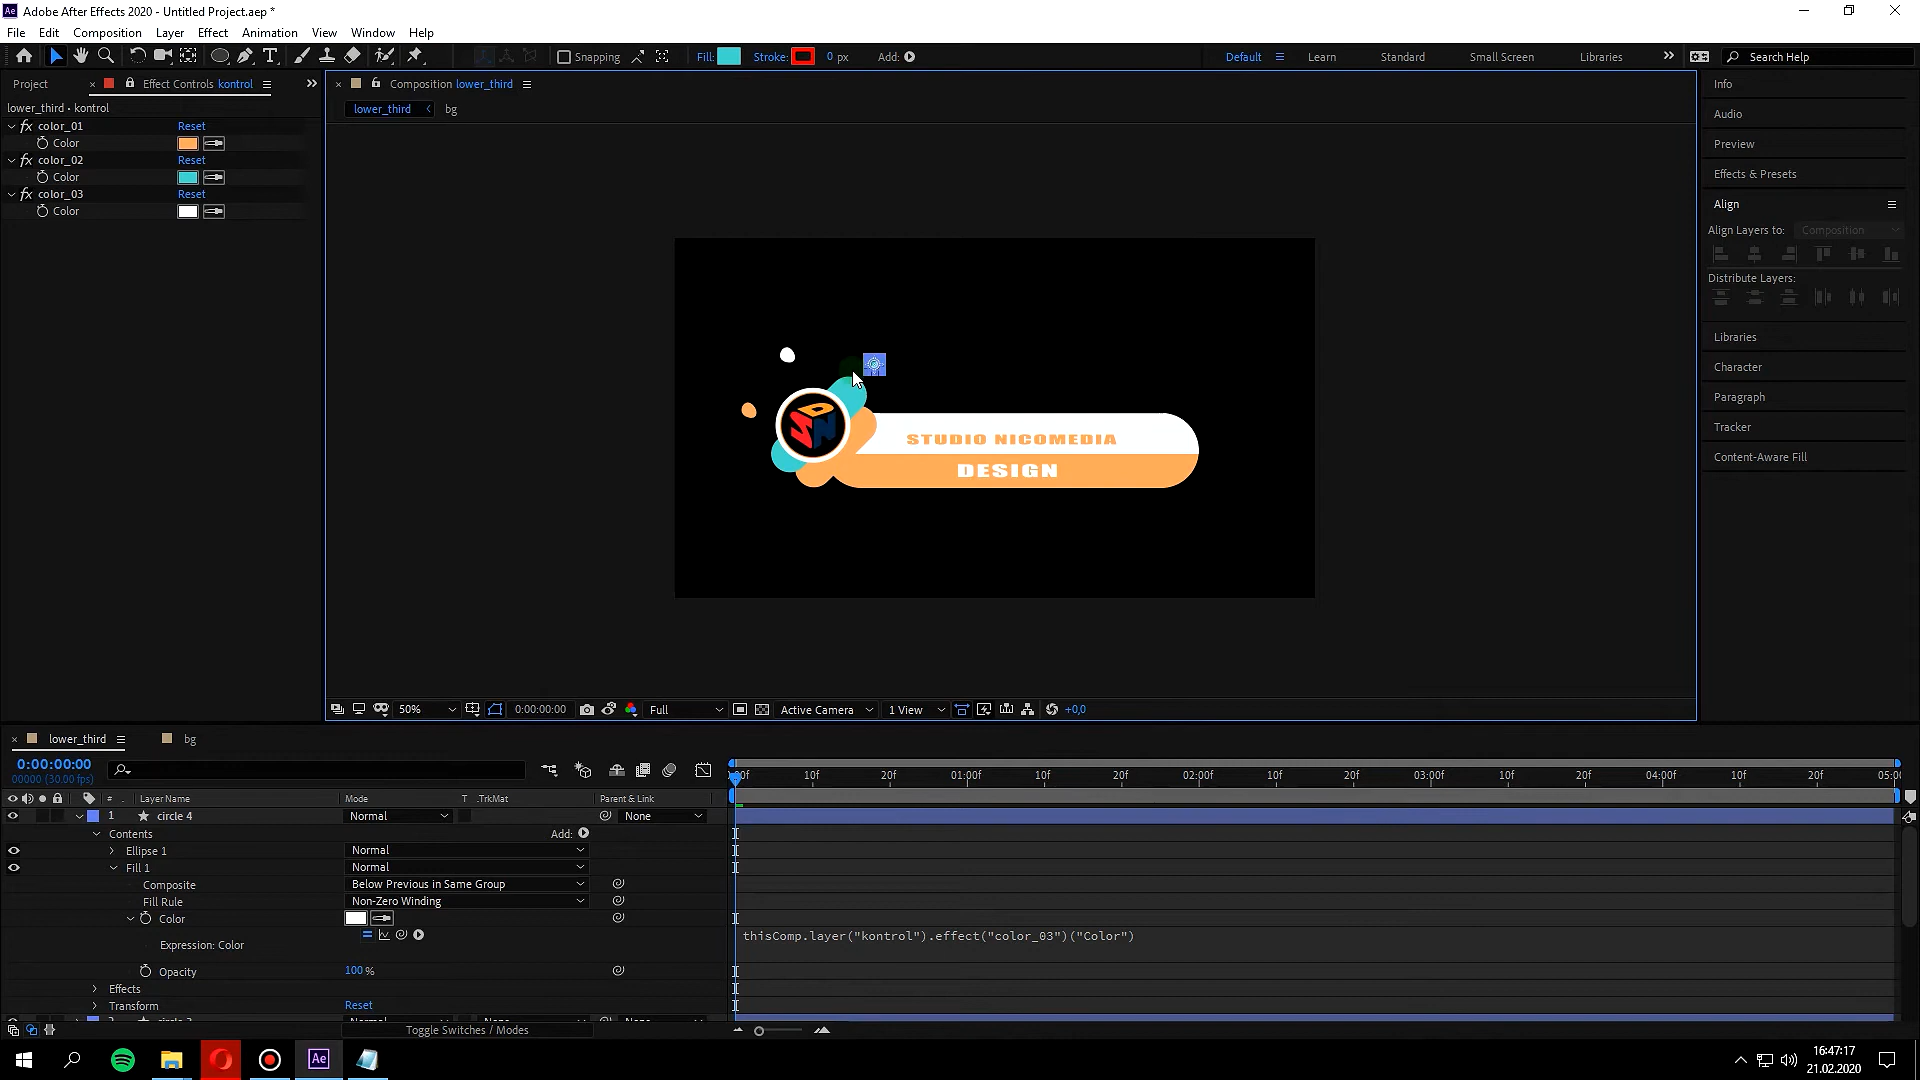 Adobe After Effects 2020 - Untitled Project.aep *
File Edit Composition Layer Effect Animation View Window Help
Snapping
Fill: Stroke: 0 px Add:
Default Learn Standard Small Screen Libraries
Search Help
Project Effect Controls kontrol
lower_third • kontrol
fx color_01 Reset
Color
fx color_02 Reset
Color
fx color_03 Reset
Color
Composition lower_third
lower_third bg
STUDIO NICOMEDIA
DESIGN
50% 0:00:00:00 Full Active Camera 1 View +0,0
Info
Audio
Preview
Effects & Presets
Align
Align Layers to: Composition
Distribute Layers:
Libraries
Character
Paragraph
Tracker
Content-Aware Fill
lower_third bg
0:00:00:00
00000 (30.00 fps)
10f 20f 01:00f 10f 20f 02:00f 10f 20f 03:00f 10f 20f 04:00f 10f 20f
# Layer Name Mode T .TrkMat Parent & Link
1 circle 4 Normal None
Contents Add:
Ellipse 1 Normal
Fill 1 Normal
Composite Below Previous in Same Group
Fill Rule Non-Zero Winding
Color
Expression: Color thisComp.layer("kontrol").effect("color_03")("Color")
Opacity 100 %
Effects
Transform Reset
Toggle Switches / Modes
Ae
16:47:17
21.02.2020